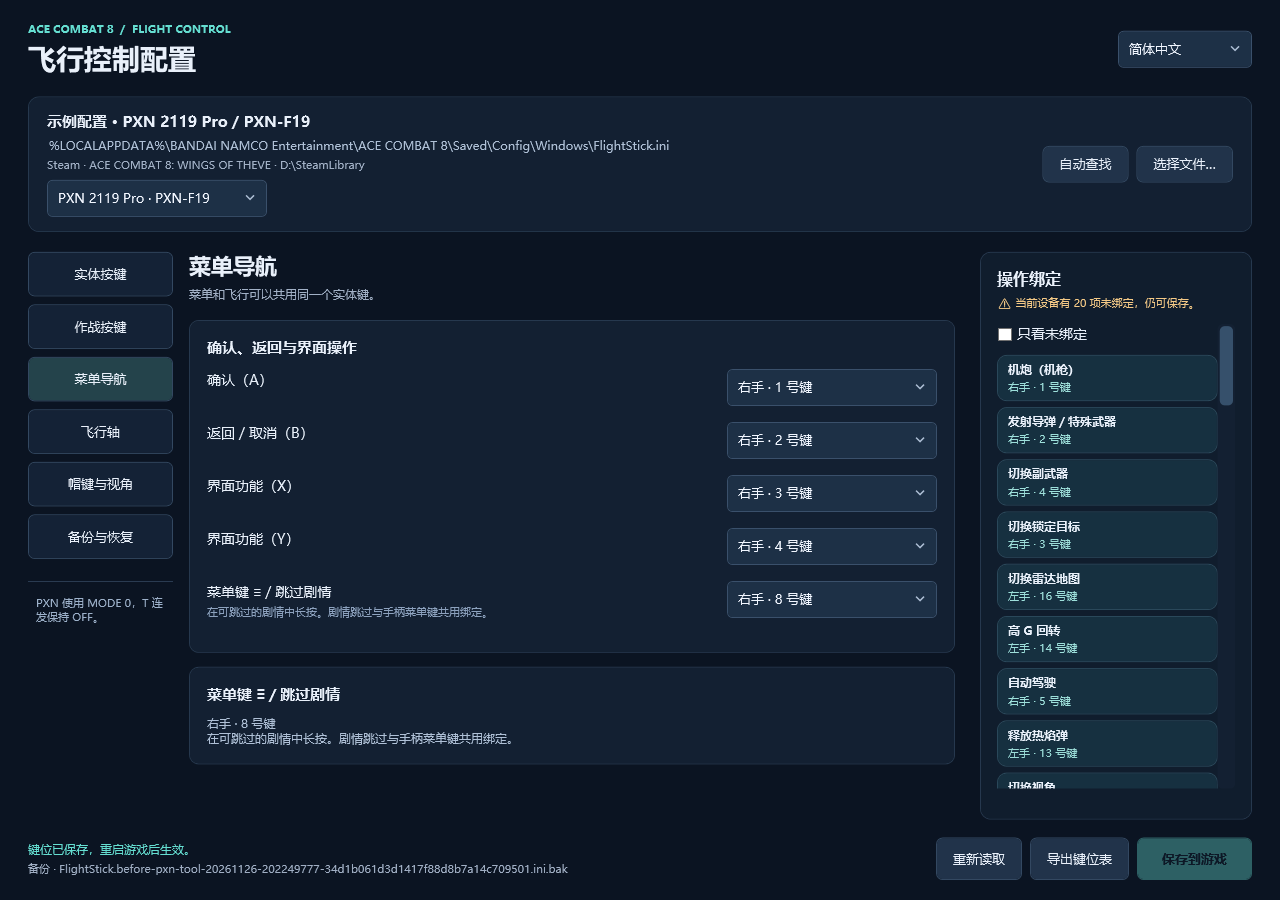 ACE COMBAT 8 / FLIGHT CONTROL
飞行控制配置
简体中文
示例配置 • PXN 2119 Pro / PXN-F19
%LOCALAPPDATA%\BANDAI NAMCO Entertainment\ACE COMBAT 8\Saved\Config\Windows\FlightStick.ini
Steam · ACE COMBAT 8: WINGS OF THEVE · D:\SteamLibrary
PXN 2119 Pro · PXN-F19
自动查找
选择文件...
实体按键
作战按键
菜单导航
飞行轴
帽键与视角
备份与恢复
PXN 使用 MODE 0，T 连
发保持 OFF。
菜单导航
菜单和飞行可以共用同一个实体键。
确认、返回与界面操作
确认（A）
右手 · 1 号键
返回 / 取消（B）
右手 · 2 号键
界面功能（X）
右手 · 3 号键
界面功能（Y）
右手 · 4 号键
菜单键 ≡ / 跳过剧情
在可跳过的剧情中长按。剧情跳过与手柄菜单键共用绑定。
右手 · 8 号键
菜单键 ≡ / 跳过剧情
右手 · 8 号键
在可跳过的剧情中长按。剧情跳过与手柄菜单键共用绑定。
操作绑定
⚠ 当前设备有 20 项未绑定，仍可保存。
只看未绑定
机炮（机枪）
右手 · 1 号键
发射导弹 / 特殊武器
右手 · 2 号键
切换副武器
右手 · 4 号键
切换锁定目标
右手 · 3 号键
切换雷达地图
左手 · 16 号键
高 G 回转
左手 · 14 号键
自动驾驶
右手 · 5 号键
释放热焰弹
左手 · 13 号键
切换视角
键位已保存，重启游戏后生效。
备份 · FlightStick.before-pxn-tool-20261126-202249777-34d1b061d3d1417f88d8b7a14c709501.ini.bak
重新读取
导出键位表
保存到游戏